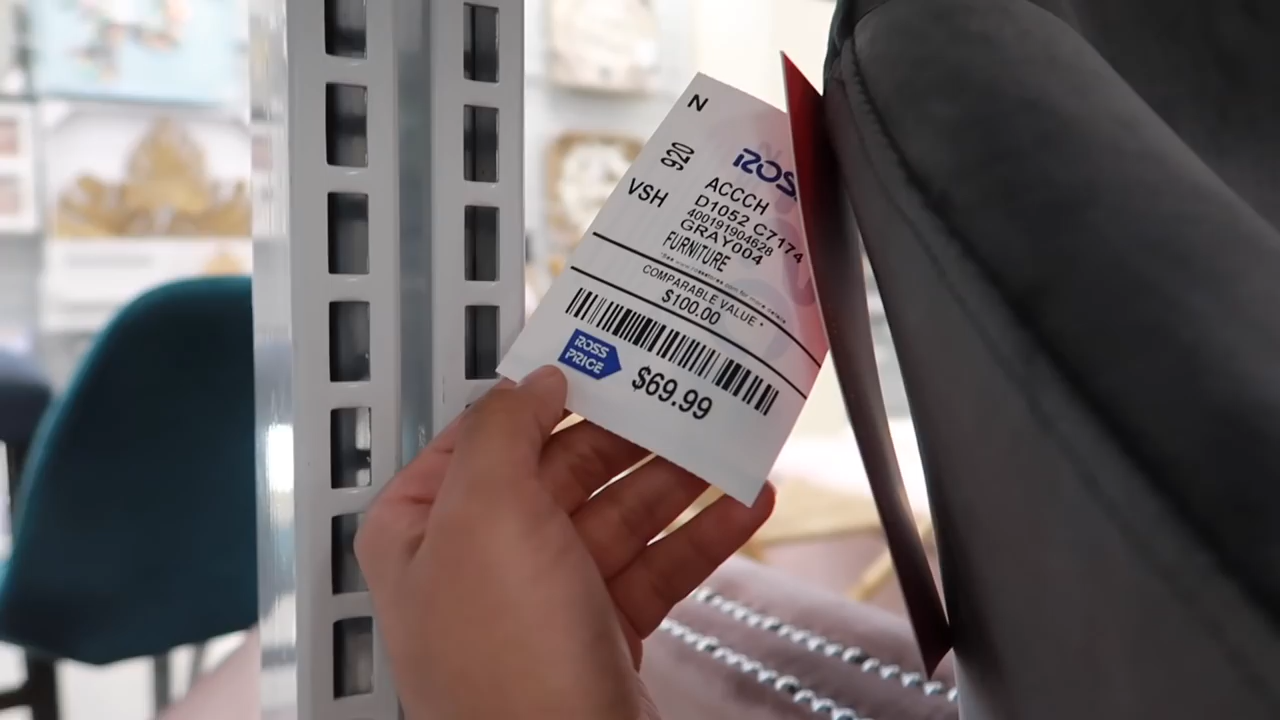 N
920
VSH
ROSS
ACCCH
D1052 C7174
400191904628
GRAY004
FURNITURE
COMPARABLE VALUE *
$100.00
ROSS
PRICE
$69.99